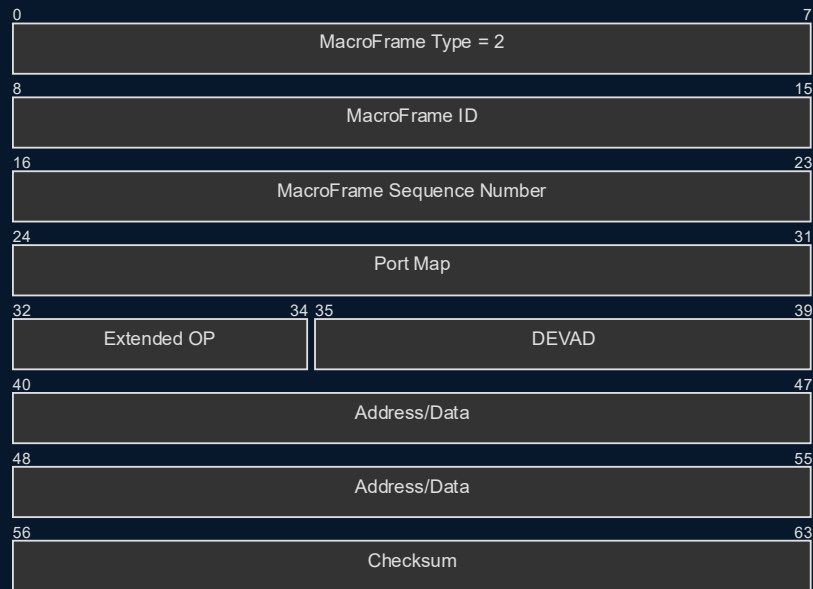 0 7
MacroFrame Type = 2
8 15
MacroFrame ID
16 23
MacroFrame Sequence Number
24 31
Port Map
32 34 35 39
Extended OP DEVAD
40 47
Address/Data
48 55
Address/Data
56 63
Checksum